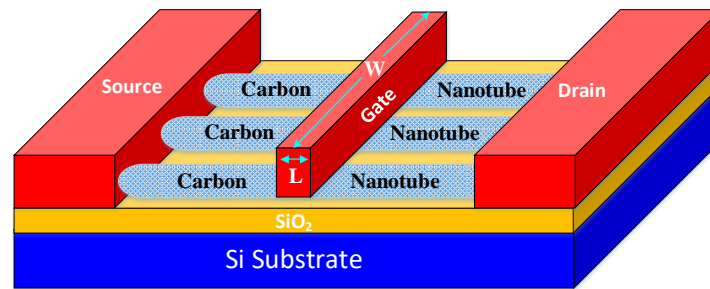 W
Source
Carbon
Nanotube
Drain
Gate
Carbon
Nanotube
L
Carbon
Nanotube
SiO₂
Si Substrate